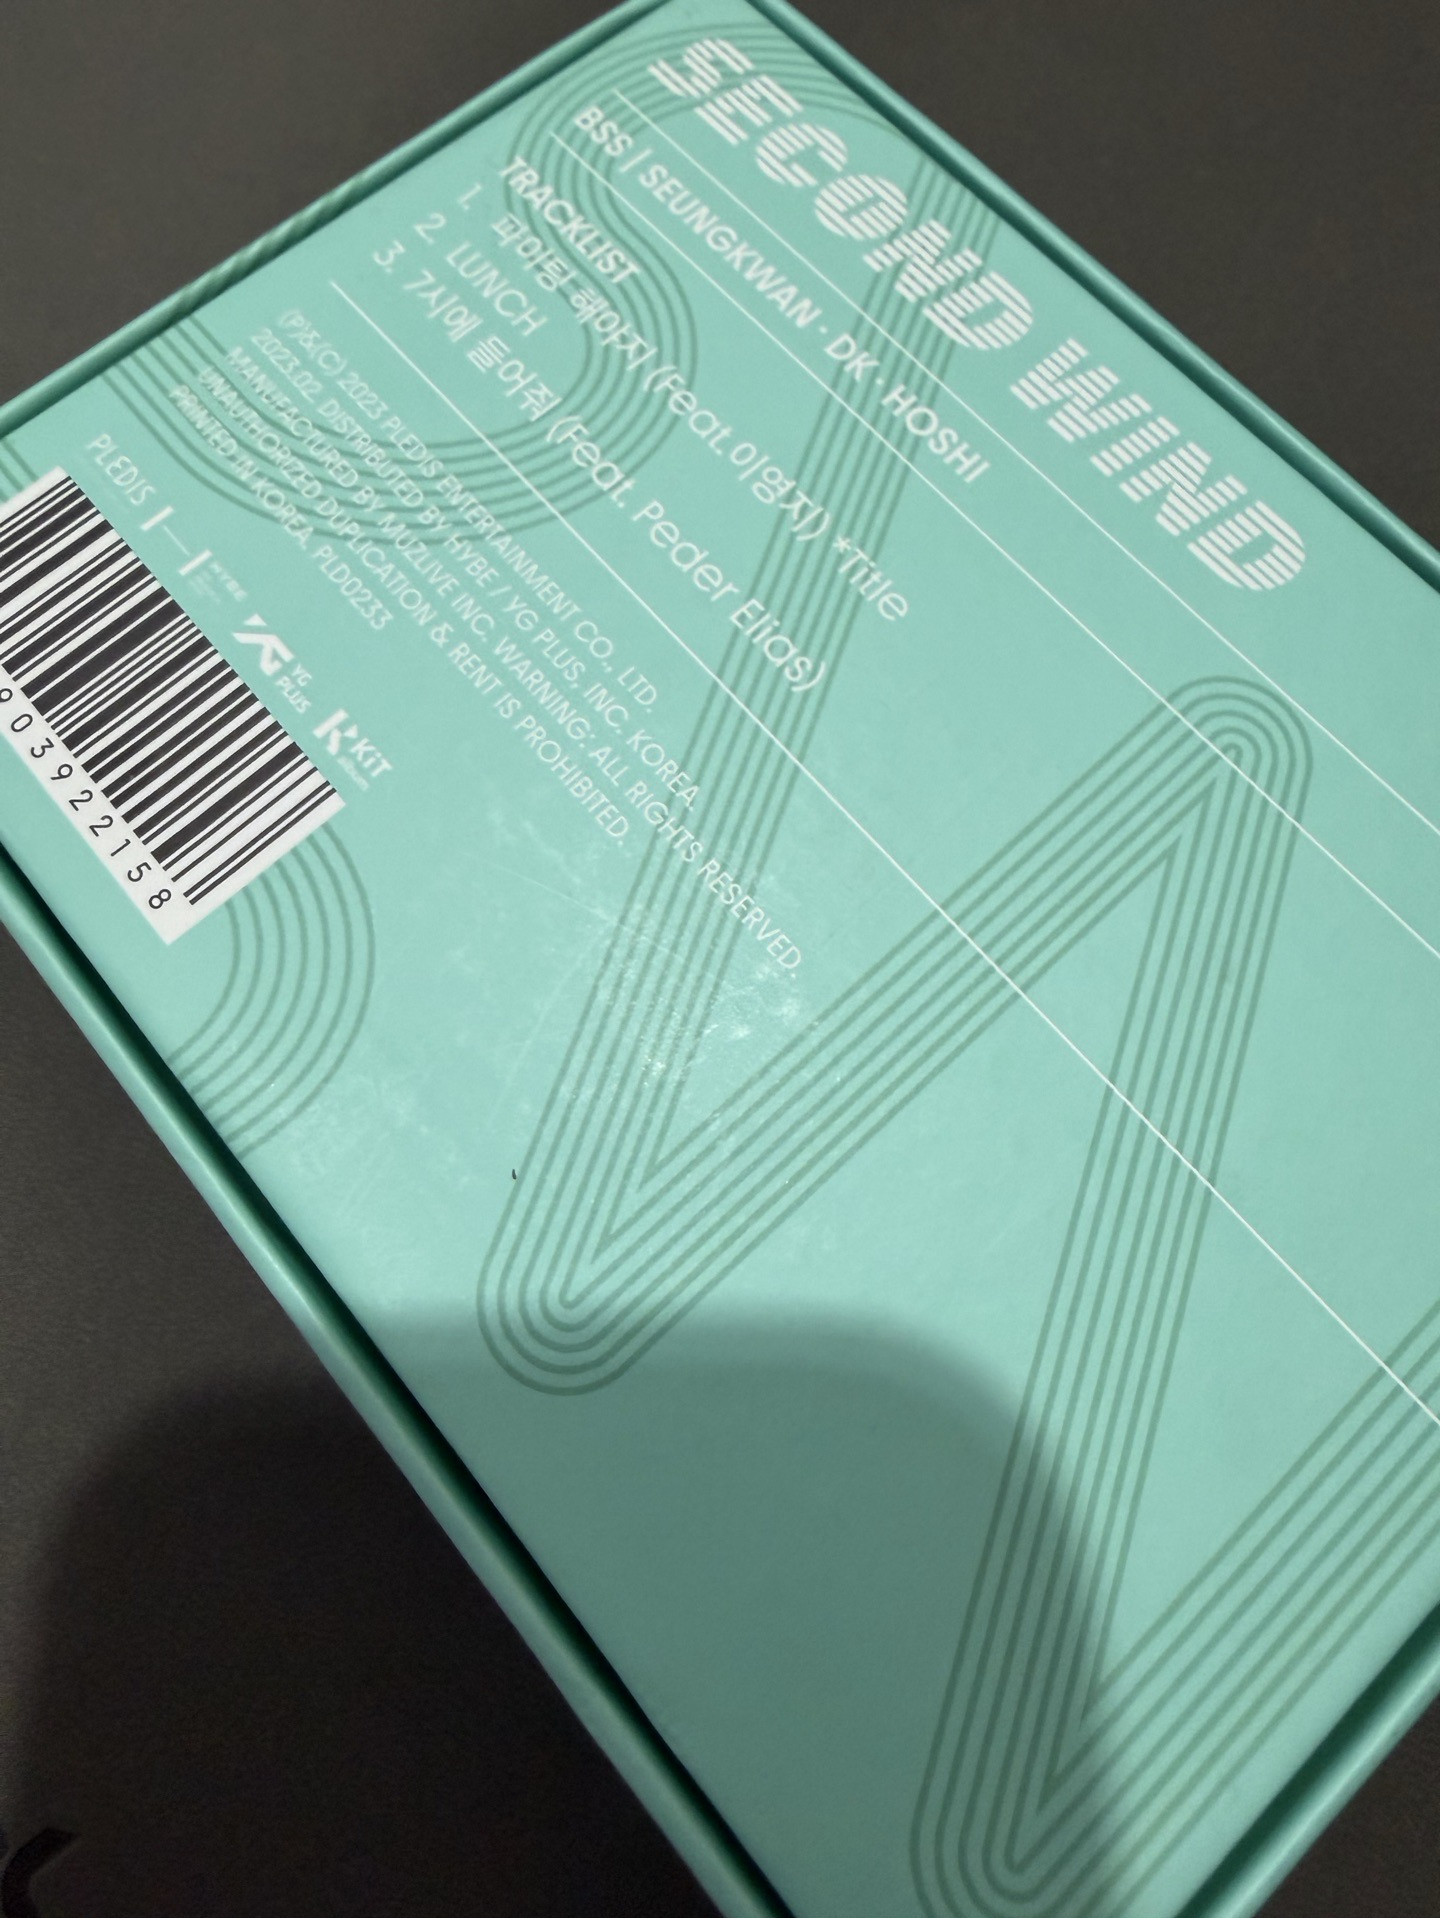 SECOND WIND
BSS | SEUNGKWAN · DK · HOSHI
TRACKLIST
1. 파이팅 해야지 (Feat. 이영지) *Title
2. LUNCH
3. 7시에 들어줘 (Feat. Peder Elias)
(P)&(C) 2023 PLEDIS ENTERTAINMENT CO., LTD.
2023.02. DISTRIBUTED BY HYBE / YG PLUS, INC. KOREA.
MANUFACTURED BY MUZLIVE INC. WARNING: ALL RIGHTS RESERVED.
UNAUTHORIZED DUPLICATION & RENT IS PROHIBITED.
PRINTED IN KOREA. PLD0233
PLEDIS
YG
PLUS
KiT
903922158